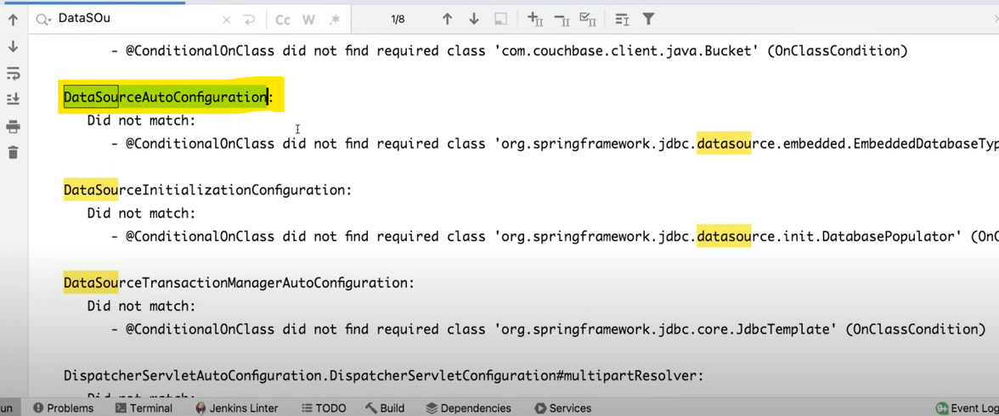 DataSOu
Cc W .* 1/8
- @ConditionalOnClass did not find required class 'com.couchbase.client.java.Bucket' (OnClassCondition)
DataSourceAutoConfiguration:
Did not match:
- @ConditionalOnClass did not find required class 'org.springframework.jdbc.datasource.embedded.EmbeddedDatabaseTyp
DataSourceInitializationConfiguration:
Did not match:
- @ConditionalOnClass did not find required class 'org.springframework.jdbc.datasource.init.DatabasePopulator' (OnC
DataSourceTransactionManagerAutoConfiguration:
Did not match:
- @ConditionalOnClass did not find required class 'org.springframework.jdbc.core.JdbcTemplate' (OnClassCondition)
DispatcherServletAutoConfiguration.DispatcherServletConfiguration#multipartResolver:
Did not match:
un Problems Terminal Jenkins Linter TODO Build Dependencies Services 9+ Event Log